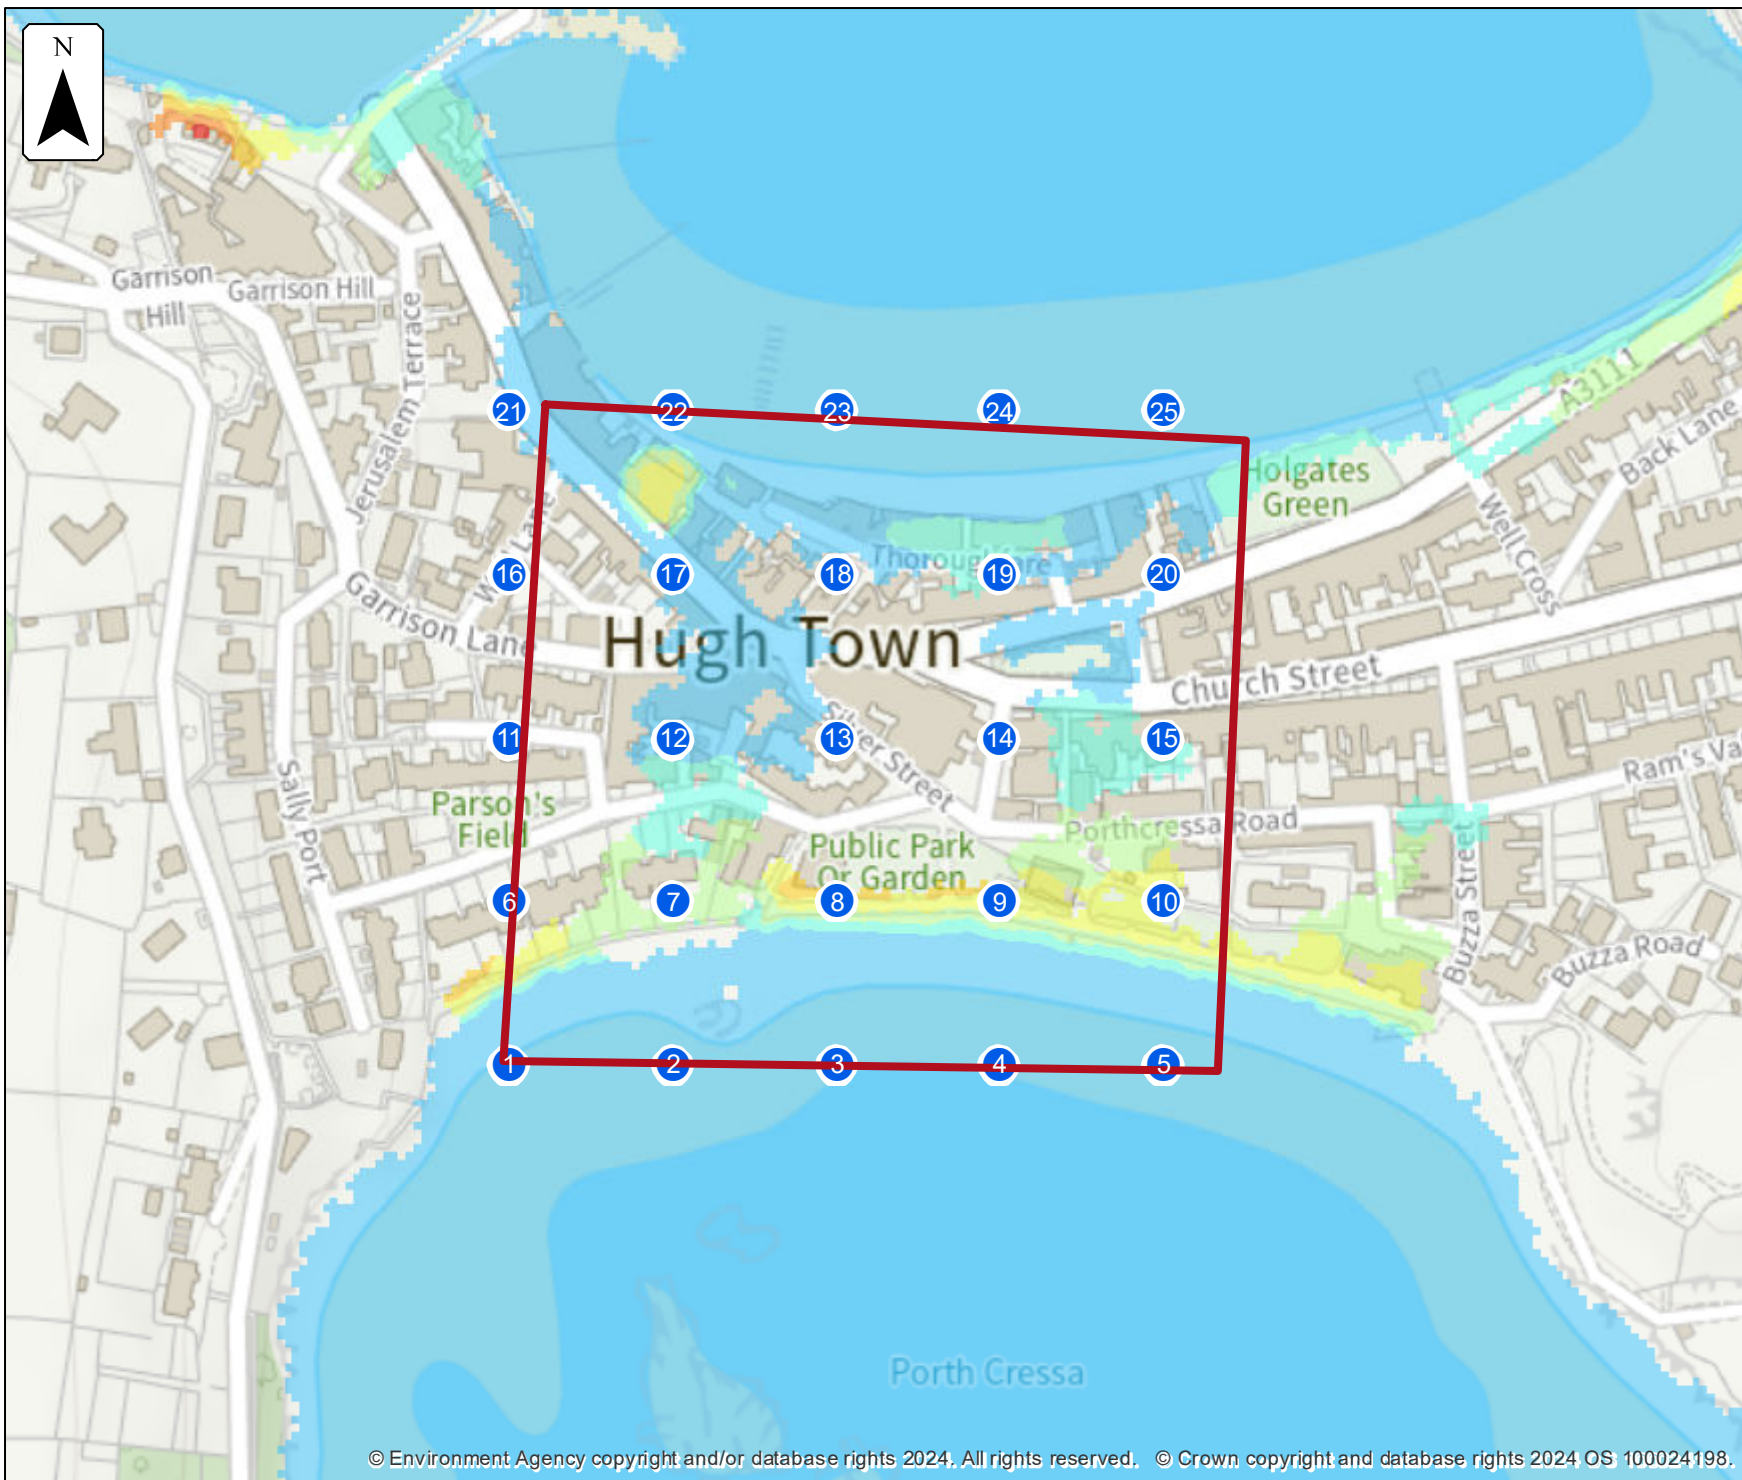 N
Garrison
Hill
Garrison Hill
Jerusalem Terrace
A3111
Back Lane
21
22
23
24
25
Holgates
Green
Well Cross
Thoroughfare
16
17
18
19
20
Garrison Lane
Hugh Town
Church Street
11
12
13
14
15
Silver Street
Ram's Va
Sally Port
Parson's
Field
Porthcressa Road
Public Park
Or Garden
Buzza Street
6
7
8
9
10
Buzza Road
1
2
3
4
5
Porth Cressa
© Environment Agency copyright and/or database rights 2024. All rights reserved. © Crown copyright and database rights 2024 OS 100024198.